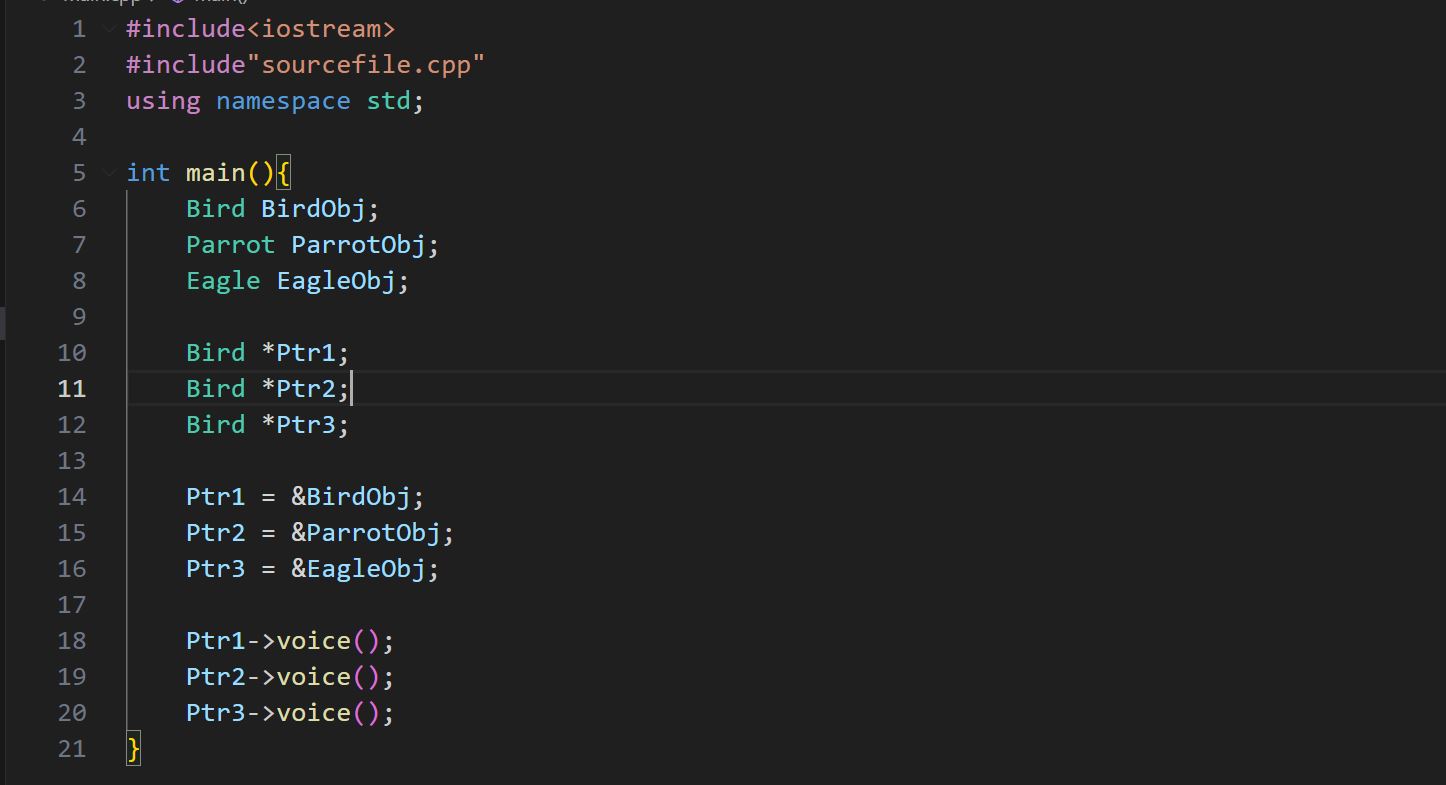 1 #include<iostream>
2 #include"sourcefile.cpp"
3 using namespace std;
4
5 int main(){
6     Bird BirdObj;
7     Parrot ParrotObj;
8     Eagle EagleObj;
9
10     Bird *Ptr1;
11     Bird *Ptr2;
12     Bird *Ptr3;
13
14     Ptr1 = &BirdObj;
15     Ptr2 = &ParrotObj;
16     Ptr3 = &EagleObj;
17
18     Ptr1->voice();
19     Ptr2->voice();
20     Ptr3->voice();
21 }